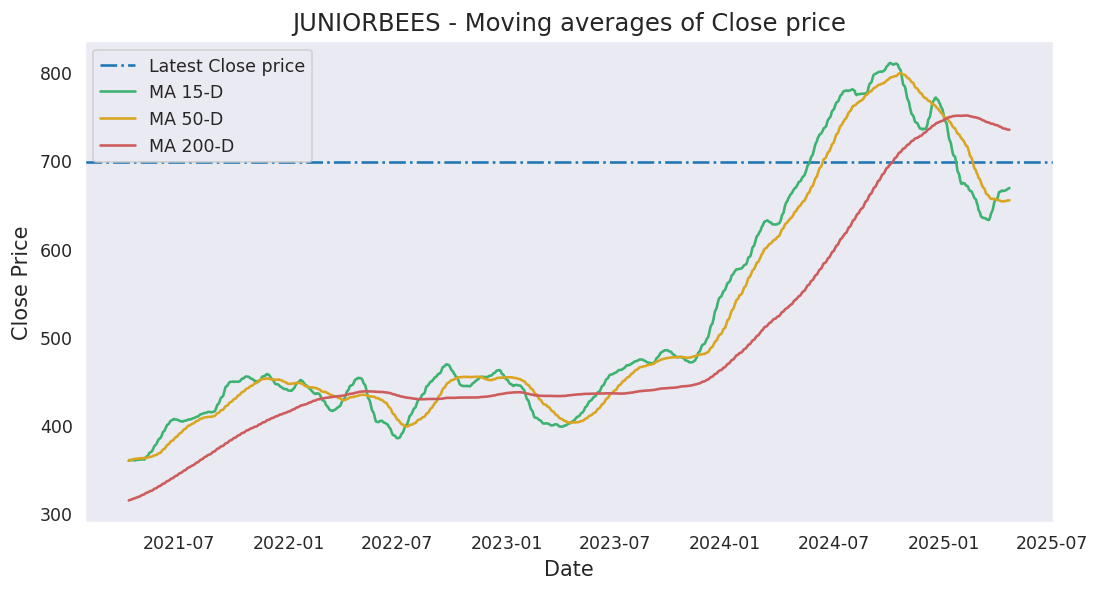 JUNIORBEES - Moving averages of Close price
Latest Close price
MA 15-D
MA 50-D
MA 200-D
Close Price
800
700
600
500
400
300
2021-07 2022-01 2022-07 2023-01 2023-07 2024-01 2024-07 2025-01 2025-07
Date